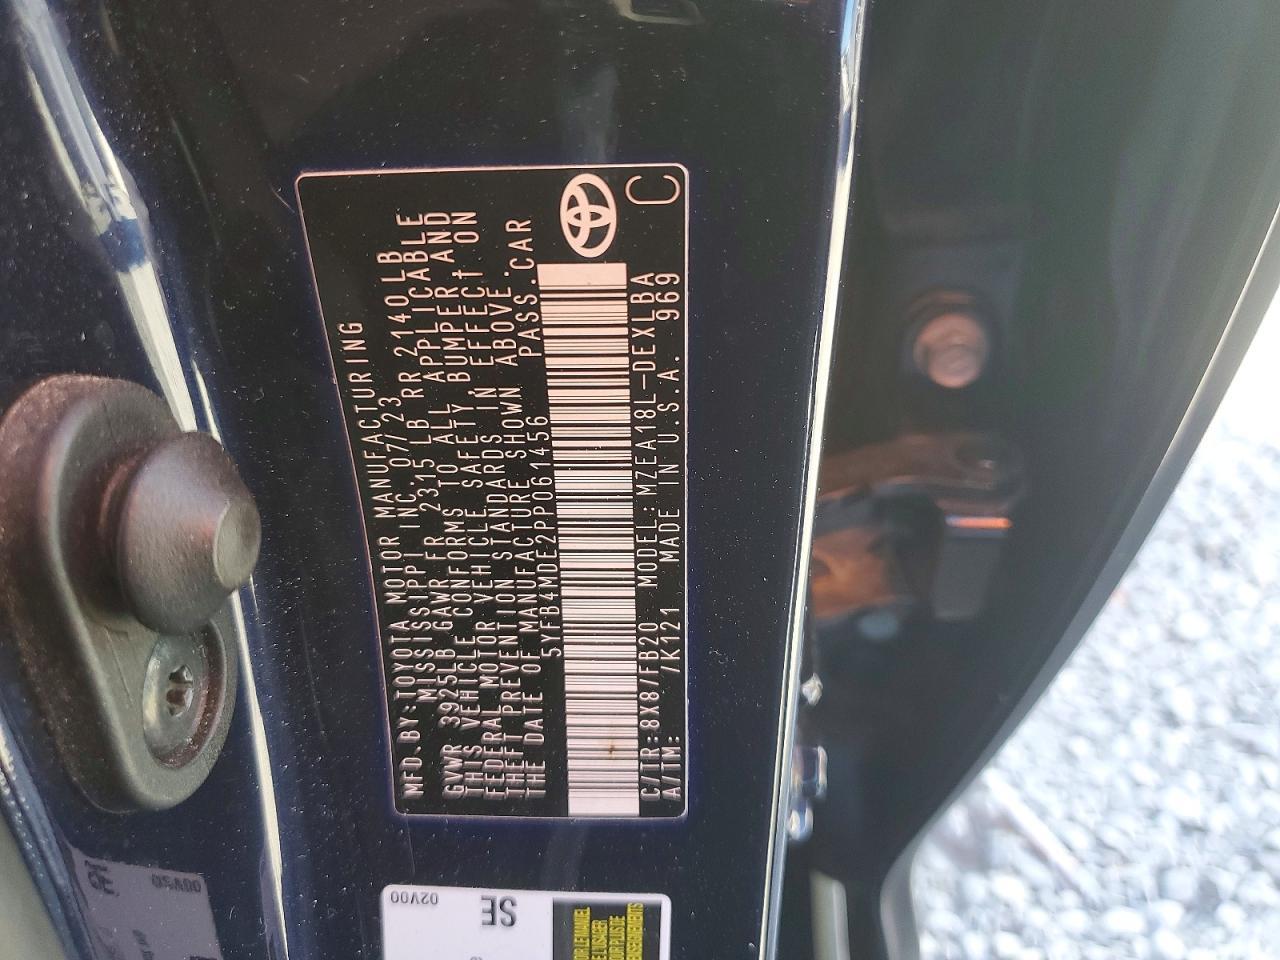 MFD.BY:TOYOTA MOTOR MANUFACTURING
MISSISSIPPI INC. 07/23
GVWR 3925LB GAWR FR 2315LB RR 2140LB
THIS VEHICLE CONFORMS TO ALL APPLICABLE
FEDERAL MOTOR VEHICLE SAFETY, BUMPER, AND
THEFT PREVENTION STANDARDS IN EFFECT ON
THE DATE OF MANUFACTURE SHOWN ABOVE.
5YFB4MDE2PP061456 PASS.CAR
C/TR:8X8/FB20 MODEL:MZEA18L-DEXLBA
A/TM: -/K121 MADE IN U.S.A. 969
C
SE
02V00